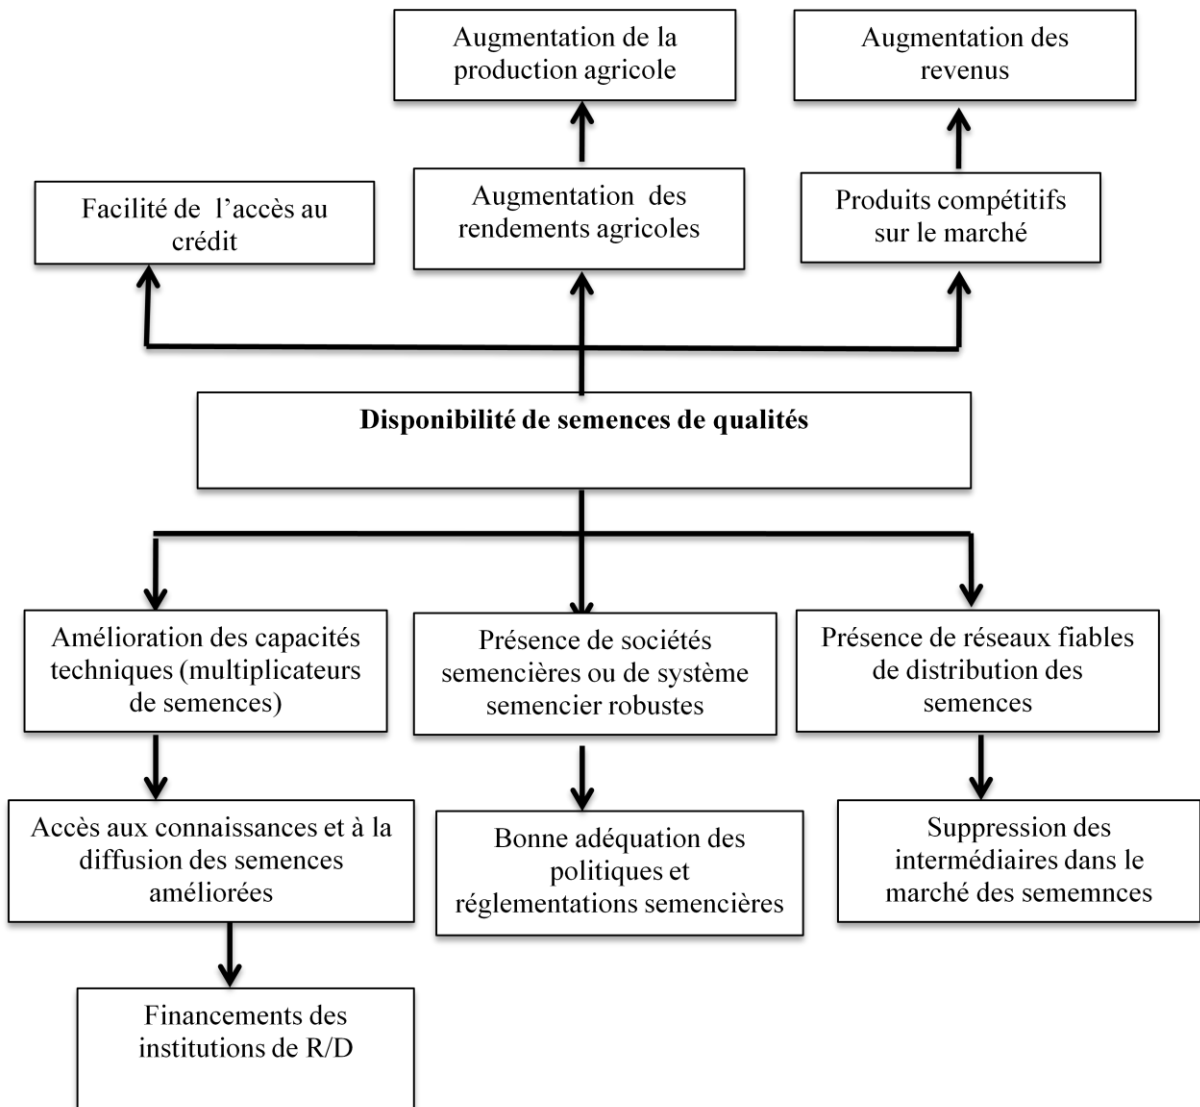 Augmentation de la
production agricole
Augmentation des
revenus
Facilité de l’accès au
crédit
Augmentation des
rendements agricoles
Produits compétitifs
sur le marché
Disponibilité de semences de qualités
Amélioration des capacités
techniques (multiplicateurs
de semences)
Présence de sociétés
semencières ou de système
semencier robustes
Présence de réseaux fiables
de distribution des
semences
Accès aux connaissances et à la
diffusion des semences
améliorées
Bonne adéquation des
politiques et
réglementations semencières
Suppression des
intermédiaires dans le
marché des sememnces
Financements des
institutions de R/D